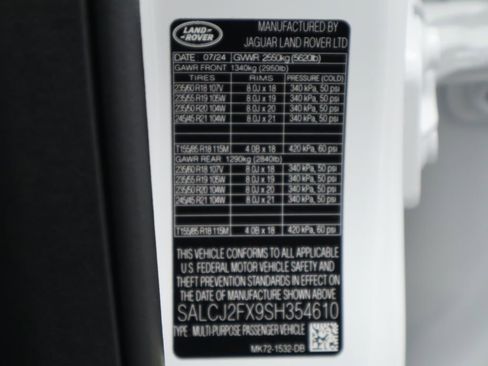 LAND
ROVER
MANUFACTURED BY
JAGUAR LAND ROVER LTD
DATE 07/24 GVWR 2550kg (5620lb)
GAWR FRONT 1340kg (2950lb)
TIRES RIMS PRESSURE (COLD)
235/60 R18 107V 8.0J x 18 340 kPa, 50 psi
235/55 R19 105W 8.0J x 19 340 kPa, 50 psi
235/50 R20 104W 8.0J x 20 340 kPa, 50 psi
245/45 R21 104W 8.0J x 21 340 kPa, 50 psi
T155/85 R18 115M 4.0B x 18 420 kPa, 60 psi
GAWR REAR 1290kg (2840lb)
235/60 R18 107V 8.0J x 18 340 kPa, 50 psi
235/55 R19 105W 8.0J x 19 340 kPa, 50 psi
235/50 R20 104W 8.0J x 20 340 kPa, 50 psi
245/45 R21 104W 8.0J x 21 340 kPa, 50 psi
T155/85 R18 115M 4.0B x 18 420 kPa, 60 psi
THIS VEHICLE CONFORMS TO ALL APPLICABLE
U.S. FEDERAL MOTOR VEHICLE SAFETY AND
THEFT PREVENTION STANDARDS IN EFFECT ON
THE DATE OF MANUFACTURE SHOWN ABOVE
SALCJ2FX9SH354610
TYPE MULTI-PURPOSE PASSENGER VEHICLE
MK72-1532-DB